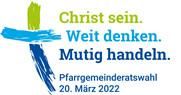 Christ sein.
Weit denken.
Mutig handeln.
Pfarrgemeinderatswahl
20. März 2022